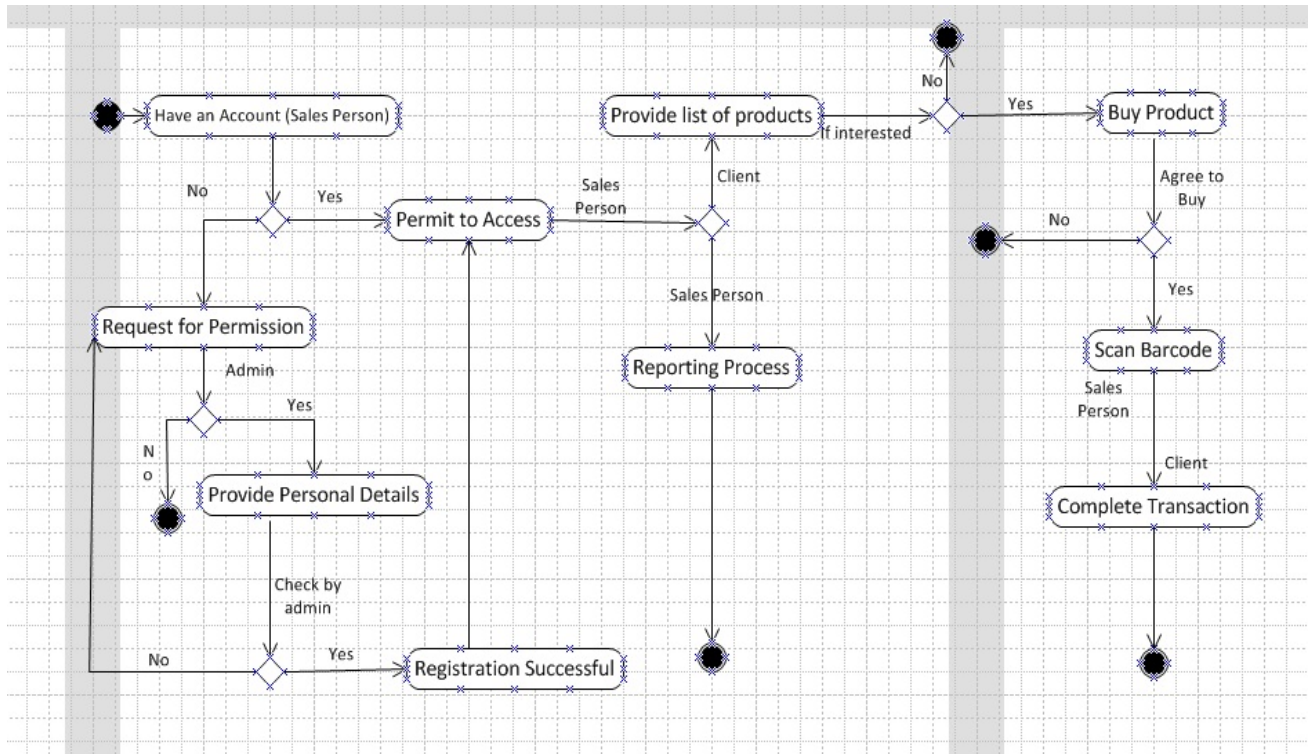 Have an Account (Sales Person)
No
Yes
Permit to Access
Sales
Person
Client
Provide list of products
If interested
No
Yes
Buy Product
Agree to
Buy
No
Yes
Scan Barcode
Sales
Person
Client
Complete Transaction
Sales Person
Reporting Process
Request for Permission
Admin
Yes
N
o
Provide Personal Details
Check by
admin
No
Yes
Registration Successful